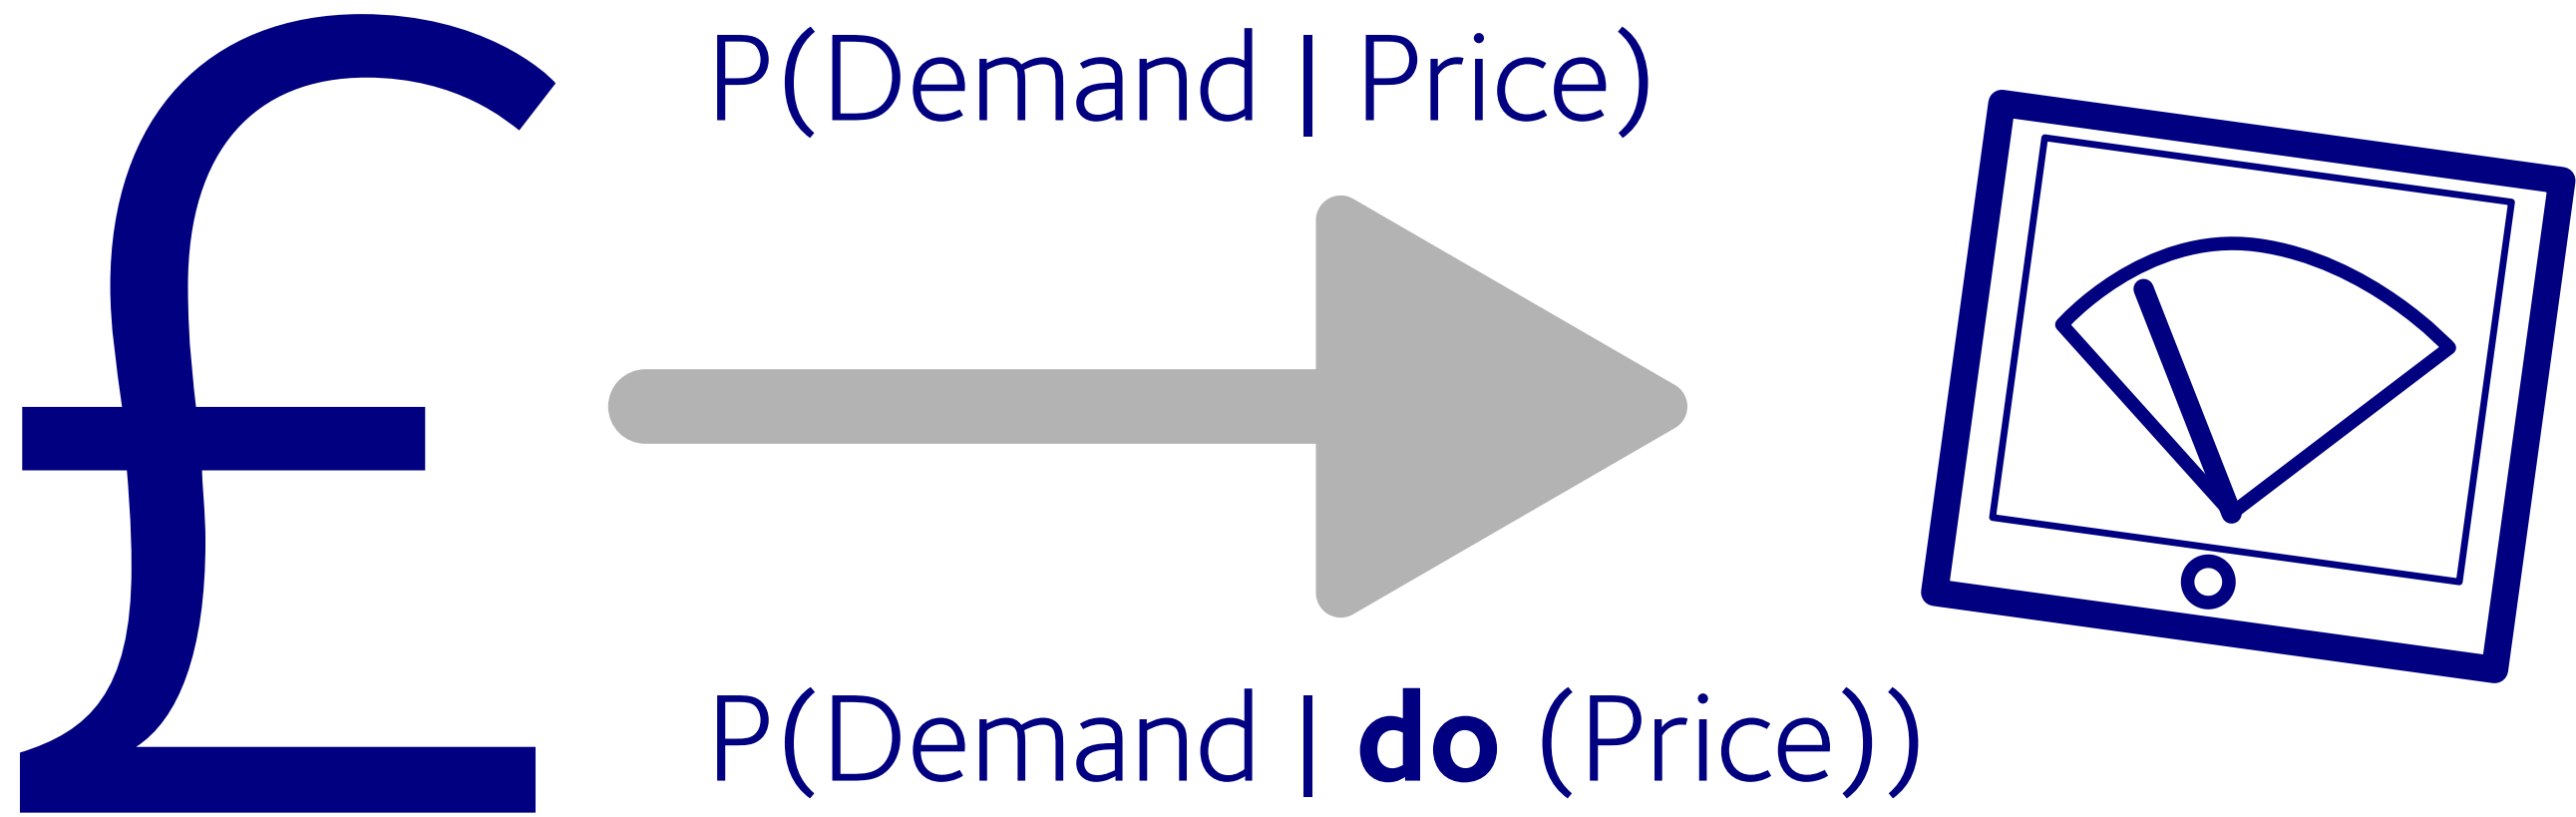 £
P(Demand | Price)
P(Demand | do (Price))